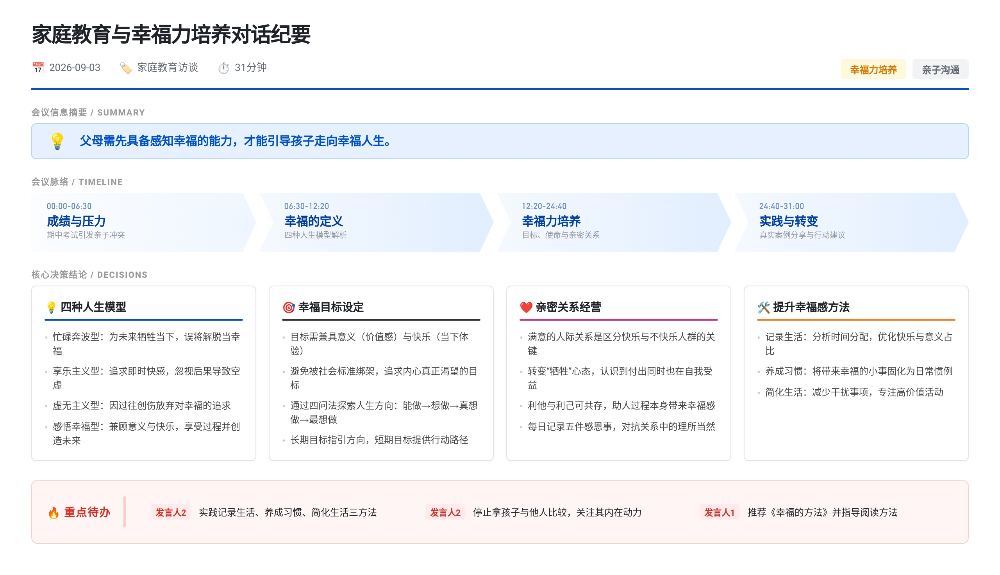 家庭教育与幸福力培养对话纪要
2026-09-03 家庭教育访谈 31分钟
幸福力培养 亲子沟通
会议信息摘要 / SUMMARY
父母需先具备感知幸福的能力，才能引导孩子走向幸福人生。
会议脉络 / TIMELINE
00:00-06:30
成绩与压力
期中考试引发亲子冲突
06:30-12:20
幸福的定义
四种人生模型解析
12:20-24:40
幸福力培养
目标、使命与亲密关系
24:40-31:00
实践与转变
真实案例分享与行动建议
核心决策结论 / DECISIONS
四种人生模型
• 忙碌奔波型：为未来牺牲当下，误将解脱当幸
福
• 享乐主义型：追求即时快感，忽视后果导致空
虚
• 虚无主义型：因过往创伤放弃对幸福的追求
• 感悟幸福型：兼顾意义与快乐，享受过程并创
造未来
幸福目标设定
• 目标需兼具意义（价值感）与快乐（当下体
验）
• 避免被社会标准绑架，追求内心真正渴望的目
标
• 通过四问法探索人生方向：能做→想做→真想
做→最想做
• 长期目标指引方向，短期目标提供行动路径
亲密关系经营
• 满意的人际关系是区分快乐与不快乐人群的关
键
• 转变“牺牲”心态，认识到付出同时也在自我受
益
• 利他与利己可共存，助人过程本身带来幸福感
• 每日记录五件感恩事，对抗关系中的理所当然
提升幸福感方法
• 记录生活：分析时间分配，优化快乐与意义占
比
• 养成习惯：将带来幸福的小事固化为日常惯例
• 简化生活：减少干扰事项，专注高价值活动
重点待办
发言人2 实践记录生活、养成习惯、简化生活三方法
发言人2 停止拿孩子与他人比较，关注其内在动力
发言人1 推荐《幸福的方法》并指导阅读方法